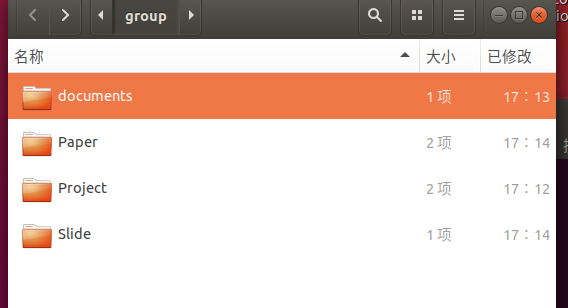 group
名称 大小 已修改
documents 1 项 17：13
Paper 2 项 17：14
Project 2 项 17：12
Slide 1 项 17：14